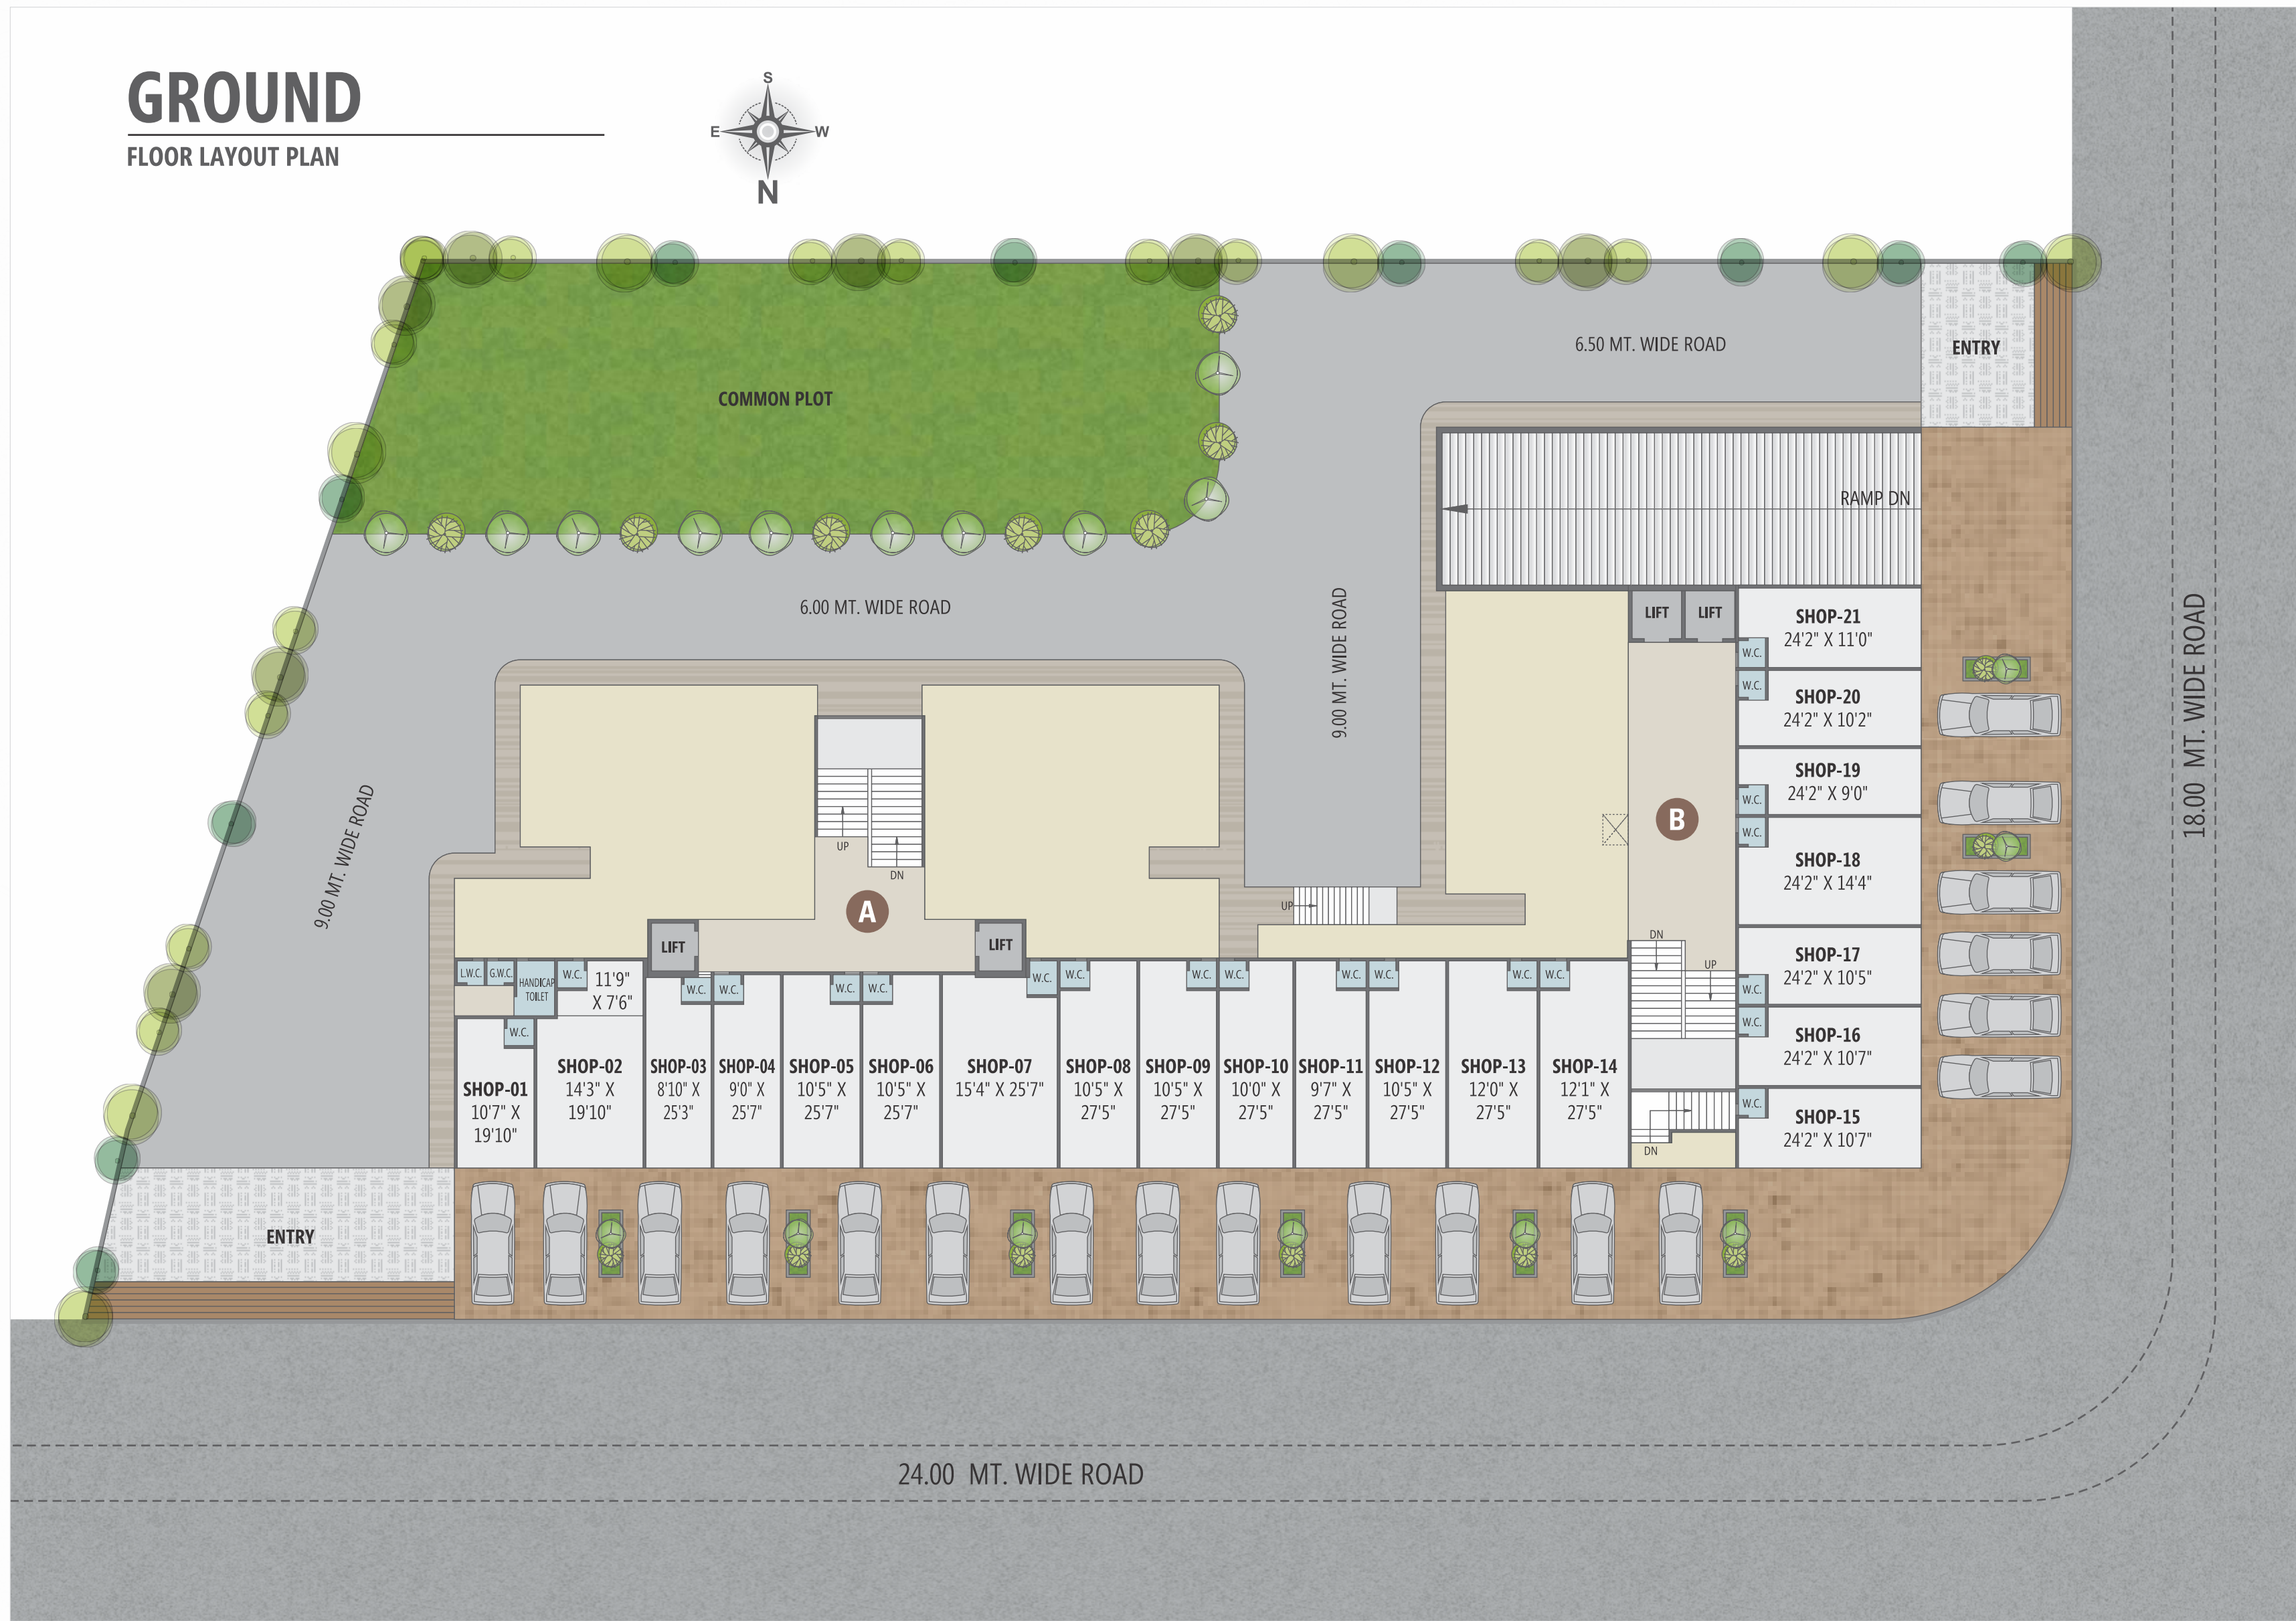 GROUND
FLOOR LAYOUT PLAN
S
E
W
N
6.50 MT. WIDE ROAD
ENTRY
COMMON PLOT
RAMP DN
6.00 MT. WIDE ROAD
9.00 MT. WIDE ROAD
18.00 MT. WIDE ROAD
LIFT
LIFT
SHOP-21
24'2" X 11'0"
W.C.
W.C.
SHOP-20
24'2" X 10'2"
SHOP-19
24'2" X 9'0"
W.C.
W.C.
B
SHOP-18
24'2" X 14'4"
9.00 MT. WIDE ROAD
UP
DN
A
UP
DN
UP
SHOP-17
24'2" X 10'5"
W.C.
W.C.
SHOP-16
24'2" X 10'7"
W.C.
SHOP-15
24'2" X 10'7"
DN
LIFT
LIFT
L.W.C.
G.W.C.
HANDICAP
TOILET
W.C.
11'9"
X 7'6"
W.C.
W.C.
W.C.
W.C.
W.C.
W.C.
W.C.
W.C.
W.C.
W.C.
W.C.
W.C.
W.C.
SHOP-01
10'7" X
19'10"
SHOP-02
14'3" X
19'10"
SHOP-03
8'10" X
25'3"
SHOP-04
9'0" X
25'7"
SHOP-05
10'5" X
25'7"
SHOP-06
10'5" X
25'7"
SHOP-07
15'4" X 25'7"
SHOP-08
10'5" X
27'5"
SHOP-09
10'5" X
27'5"
SHOP-10
10'0" X
27'5"
SHOP-11
9'7" X
27'5"
SHOP-12
10'5" X
27'5"
SHOP-13
12'0" X
27'5"
SHOP-14
12'1" X
27'5"
ENTRY
24.00 MT. WIDE ROAD